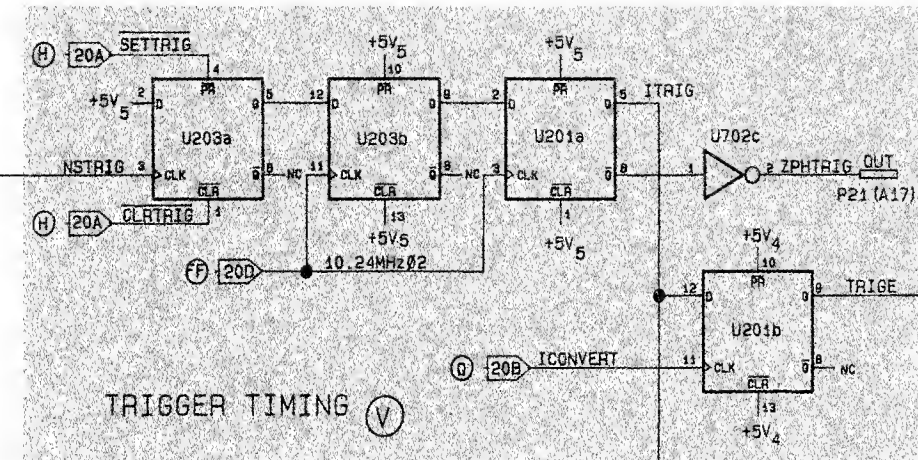 H 20A SETTRIG
4
PR
+5V5
2 D Q 5
U203a
NSTRIG 3 CLK Q 6 NC
CLR
1
H 20A CLRTRIG
+5V5
10
PR
12 D Q 9
U203b
11 CLK Q 8 NC
CLR
13
+5V5
FF 20D 10.24MHzØ2
+5V5
4
PR
2 D Q 5 ITRIG
U201a
3 CLK Q 6
CLR
1
+5V5
U702c
1 2 ZPHTRIG OUT
P21 (A17)
+5V4
10
PR
12 D Q 9 TRIGE
U201b
Q 20B ICONVERT 11 CLK Q 8 NC
CLR
13
+5V4
TRIGGER TIMING V